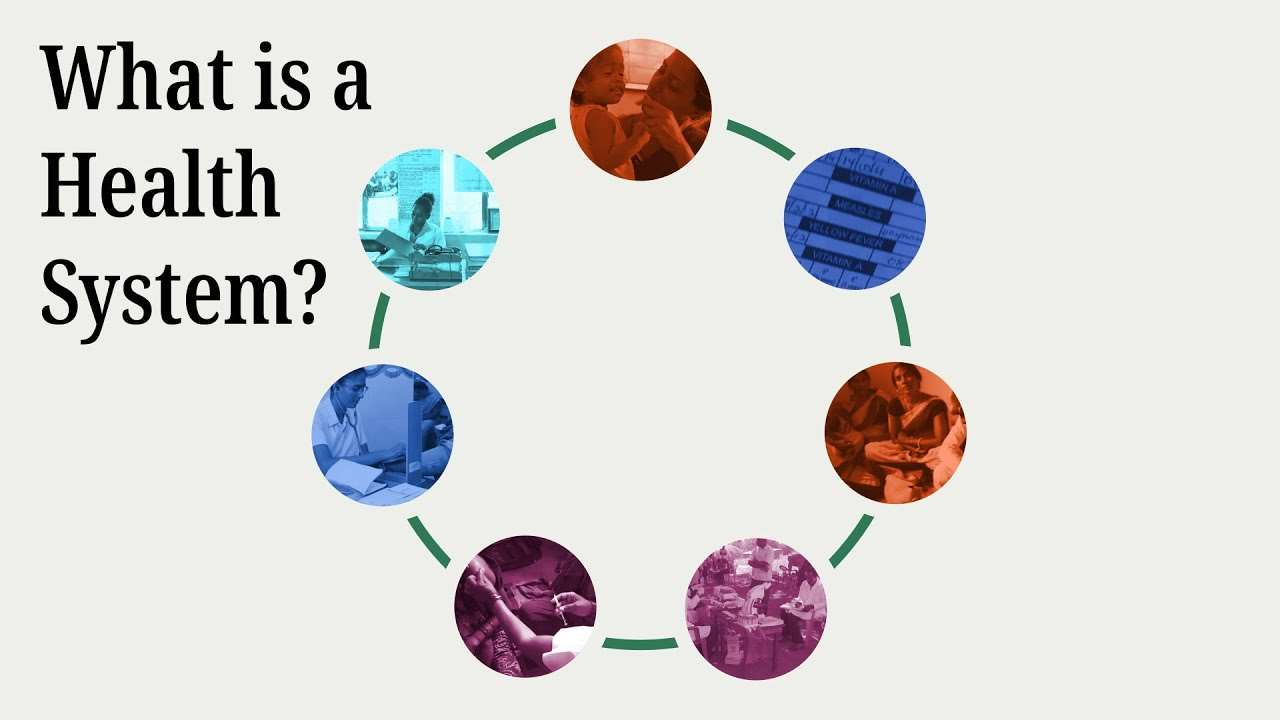 What is a
Health
System?
VITAMIN A
MEASLES
YELLOW FEVER
VITAMIN A